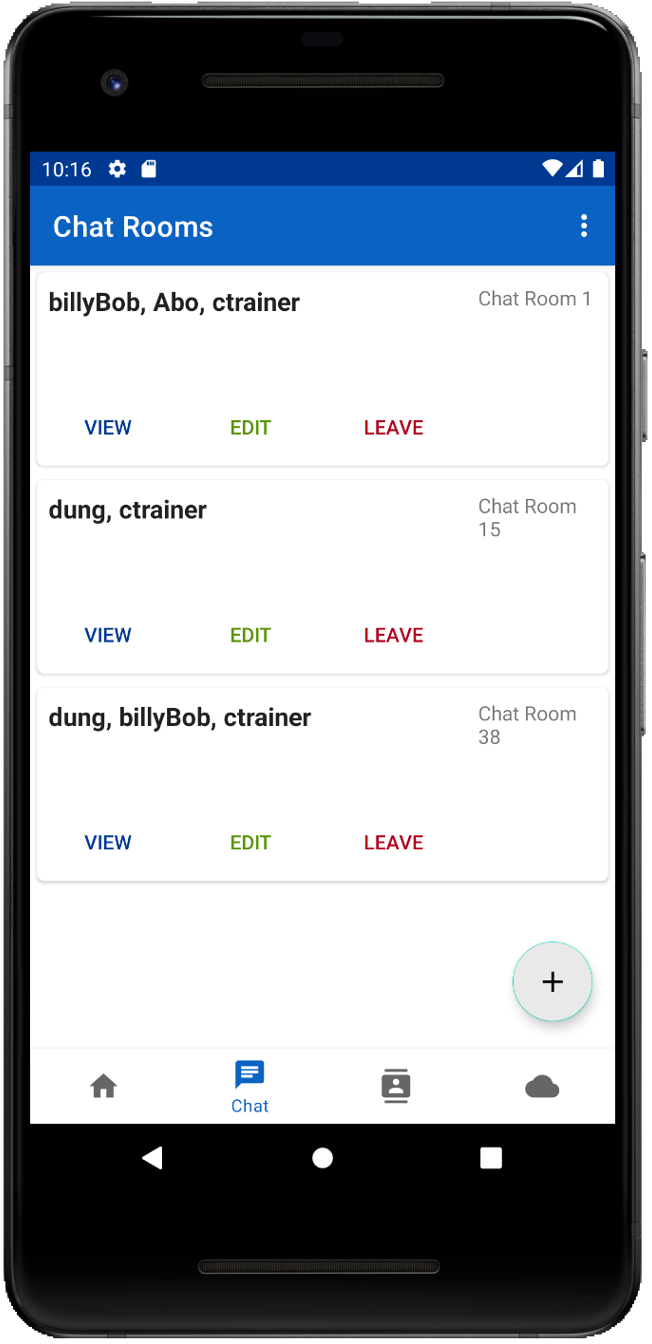 10:16
Chat Rooms
billyBob, Abo, ctrainer
Chat Room 1
VIEW EDIT LEAVE
dung, ctrainer
Chat Room
15
VIEW EDIT LEAVE
dung, billyBob, ctrainer
Chat Room
38
VIEW EDIT LEAVE
Chat